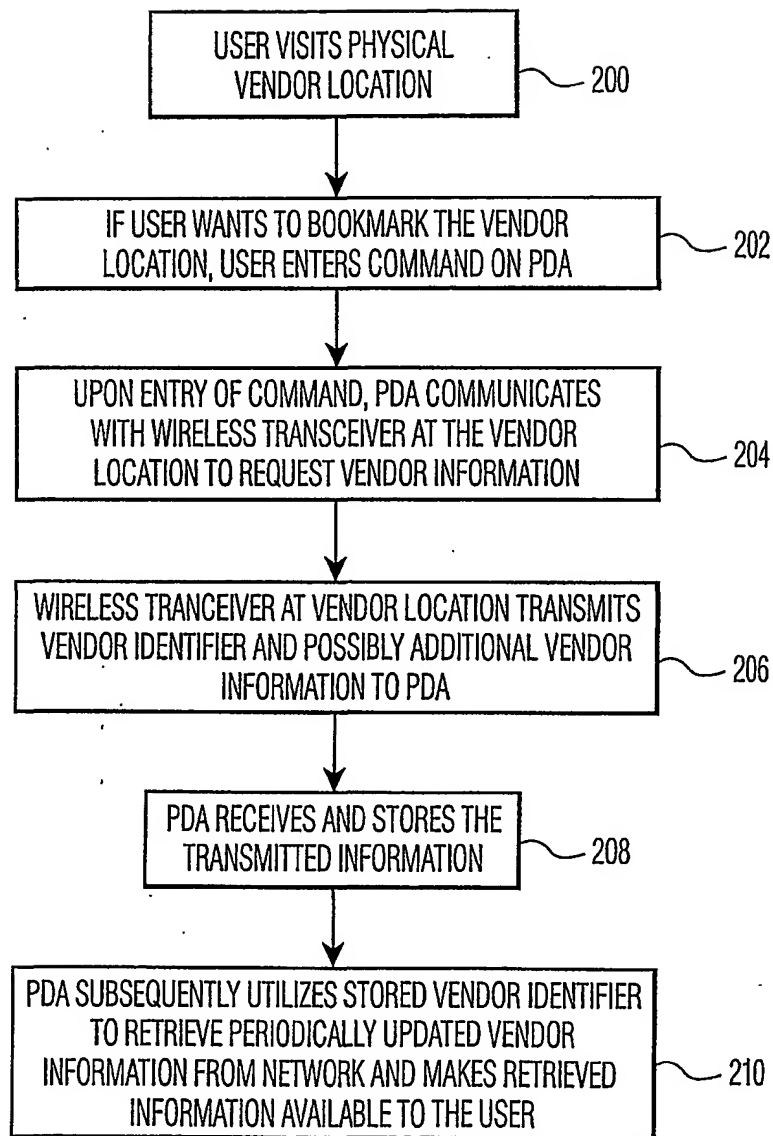 USER VISITS PHYSICAL
VENDOR LOCATION
200
IF USER WANTS TO BOOKMARK THE VENDOR
LOCATION, USER ENTERS COMMAND ON PDA
202
UPON ENTRY OF COMMAND, PDA COMMUNICATES
WITH WIRELESS TRANSCEIVER AT THE VENDOR
LOCATION TO REQUEST VENDOR INFORMATION
204
WIRELESS TRANCEIVER AT VENDOR LOCATION TRANSMITS
VENDOR IDENTIFIER AND POSSIBLY ADDITIONAL VENDOR
INFORMATION TO PDA
206
PDA RECEIVES AND STORES THE
TRANSMITTED INFORMATION
208
PDA SUBSEQUENTLY UTILIZES STORED VENDOR IDENTIFIER
TO RETRIEVE PERIODICALLY UPDATED VENDOR
INFORMATION FROM NETWORK AND MAKES RETRIEVED
INFORMATION AVAILABLE TO THE USER
210